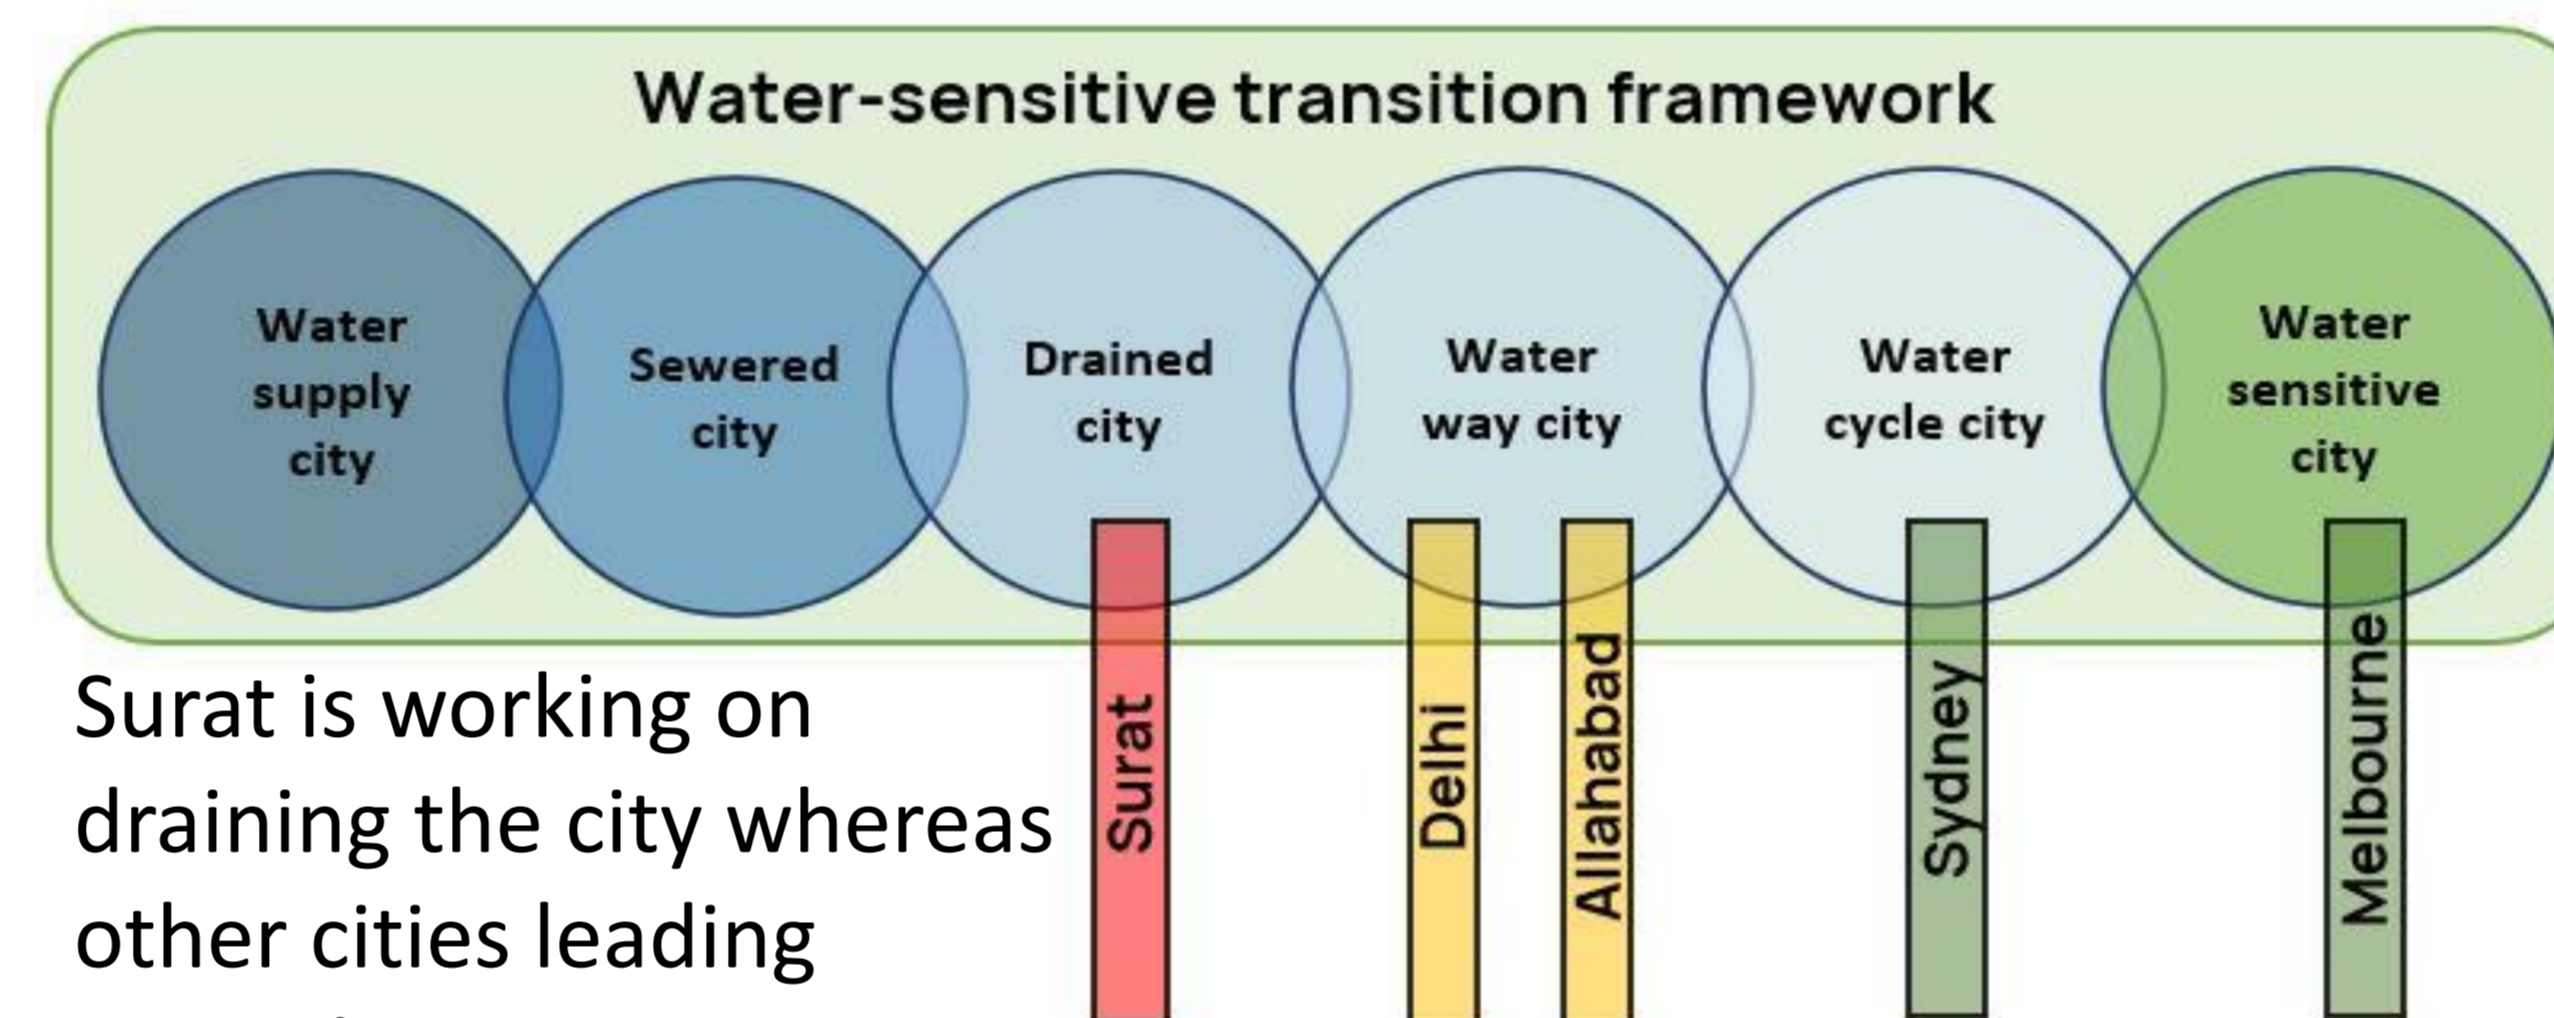 Water-sensitive transition framework
Water
supply
city
Sewered
city
Drained
city
Water
way city
Water
cycle city
Water
sensitive
city
Surat
Delhi
Allahabad
Sydney
Melbourne
Surat is working on
draining the city whereas
other cities leading